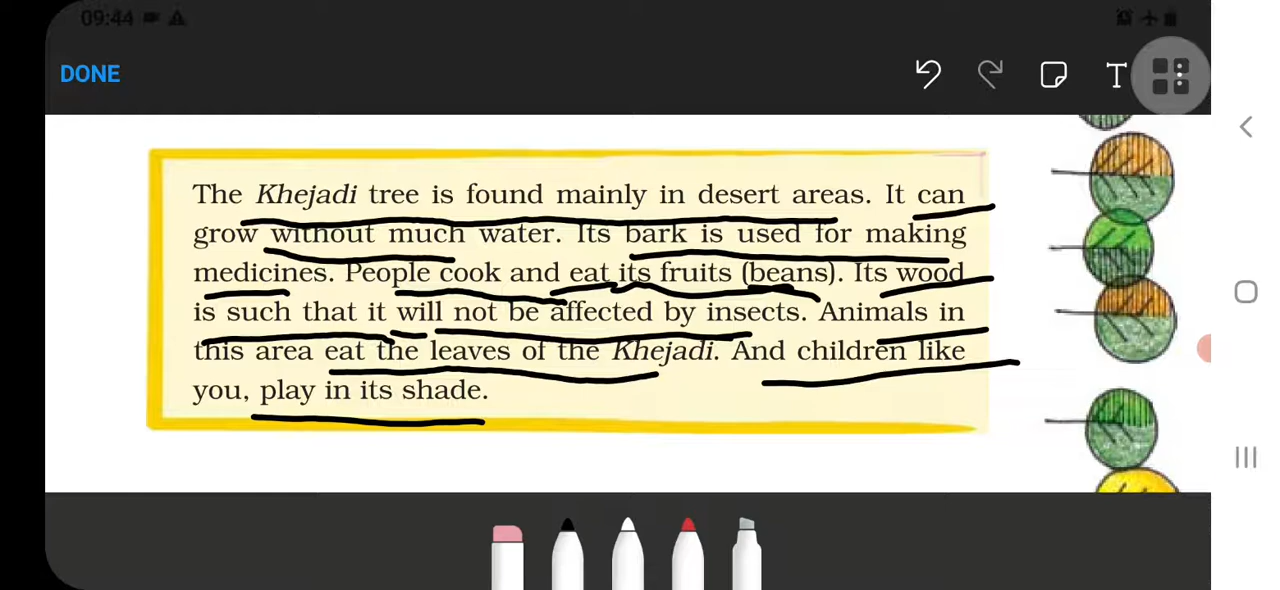 09:44
DONE
T
The Khejadi tree is found mainly in desert areas. It can
grow without much water. Its bark is used for making
medicines. People cook and eat its fruits (beans). Its wood
is such that it will not be affected by insects. Animals in
this area eat the leaves of the Khejadi. And children like
you, play in its shade.